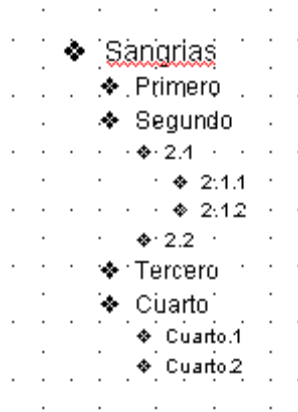 Sangrias
Primero
Segundo
2.1
2.1.1
2.1.2
2.2
Tercero
Cuarto
Cuarto.1
Cuarto.2